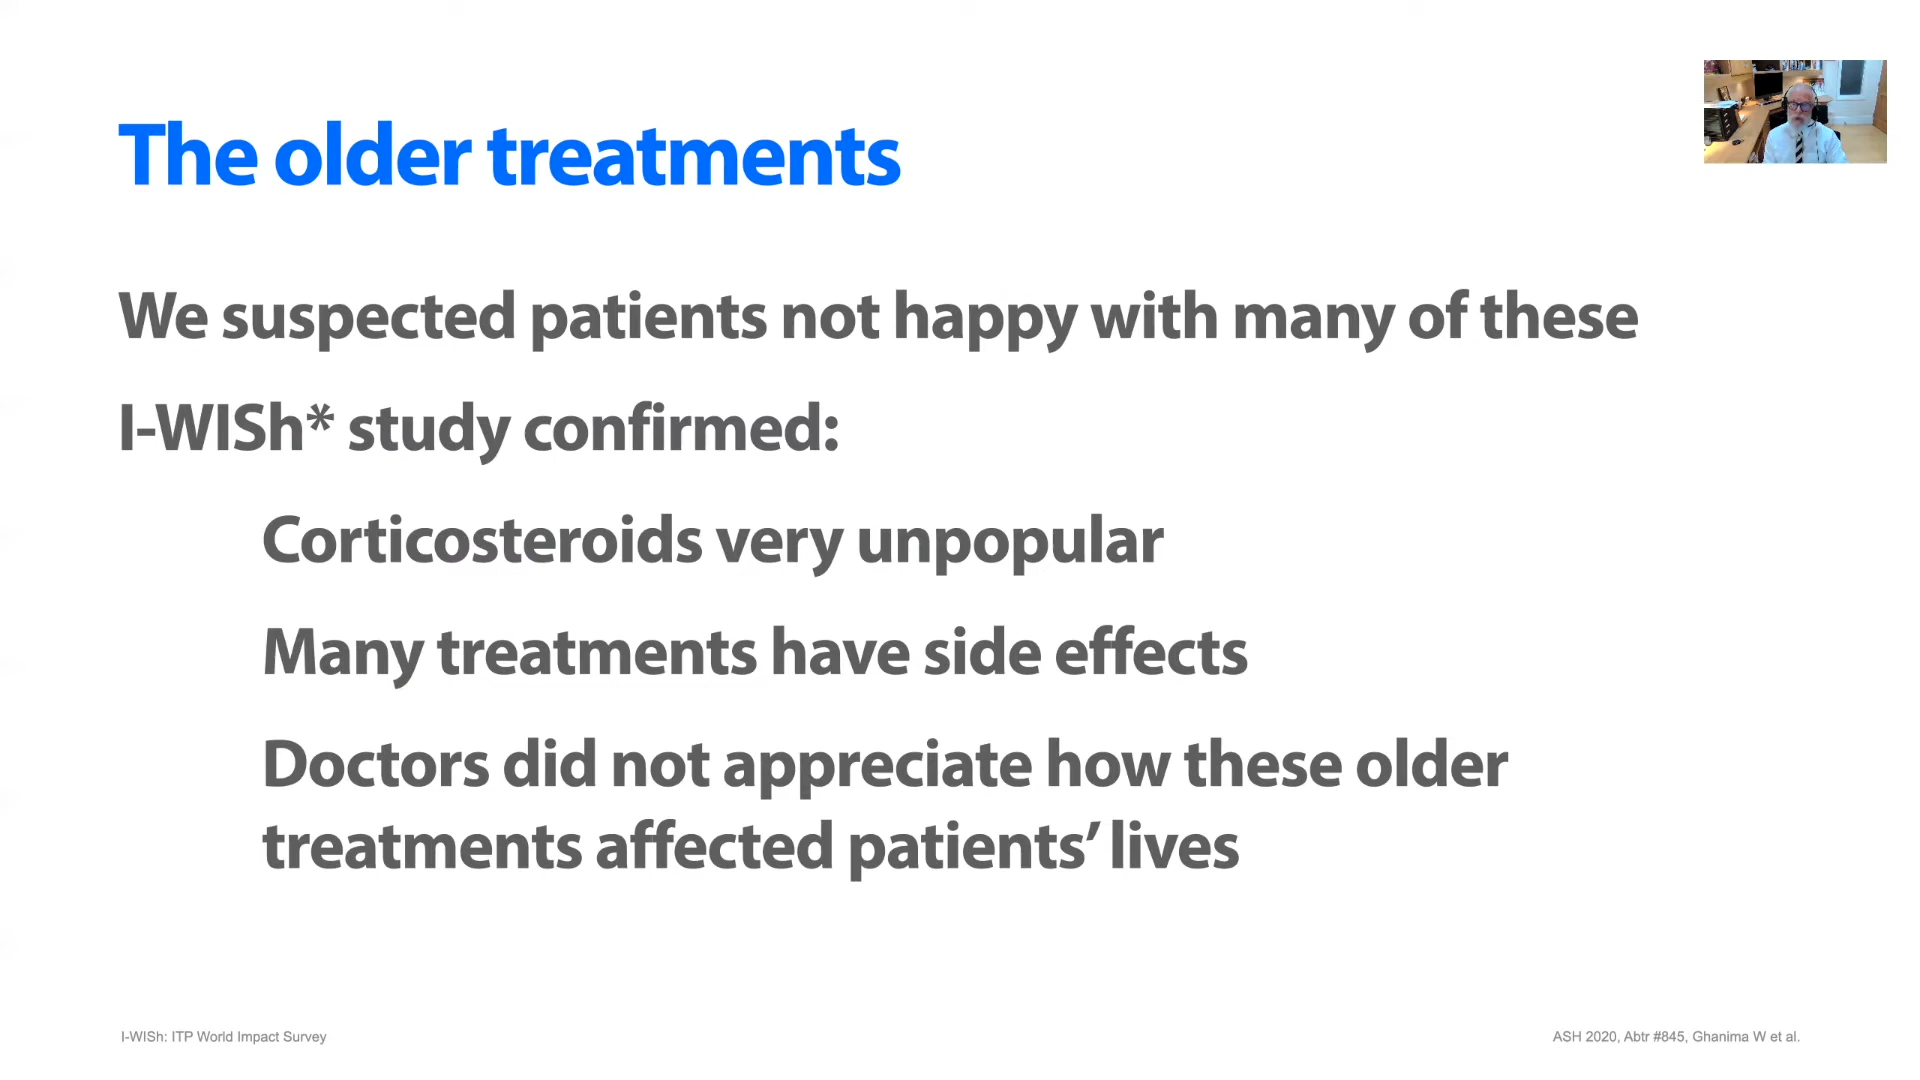 The older treatments
We suspected patients not happy with many of these
I-WISh* study confirmed:
Corticosteroids very unpopular
Many treatments have side effects
Doctors did not appreciate how these older
treatments affected patients’ lives
I-WISh: ITP World Impact Survey
ASH 2020, Abtr #845, Ghanima W et al.